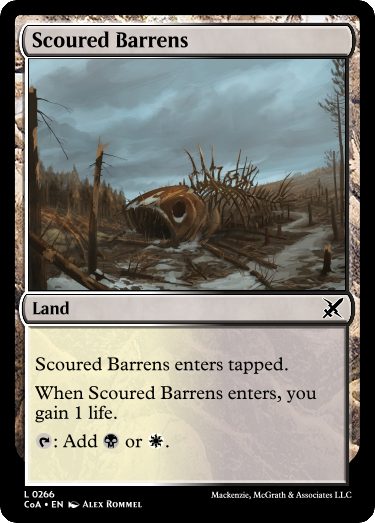 Scoured Barrens
Land
Scoured Barrens enters tapped.
When Scoured Barrens enters, you
gain 1 life.
: Add or .
L 0266
CoA • EN Alex Rommel
Mackenzie, McGrath & Associates LLC